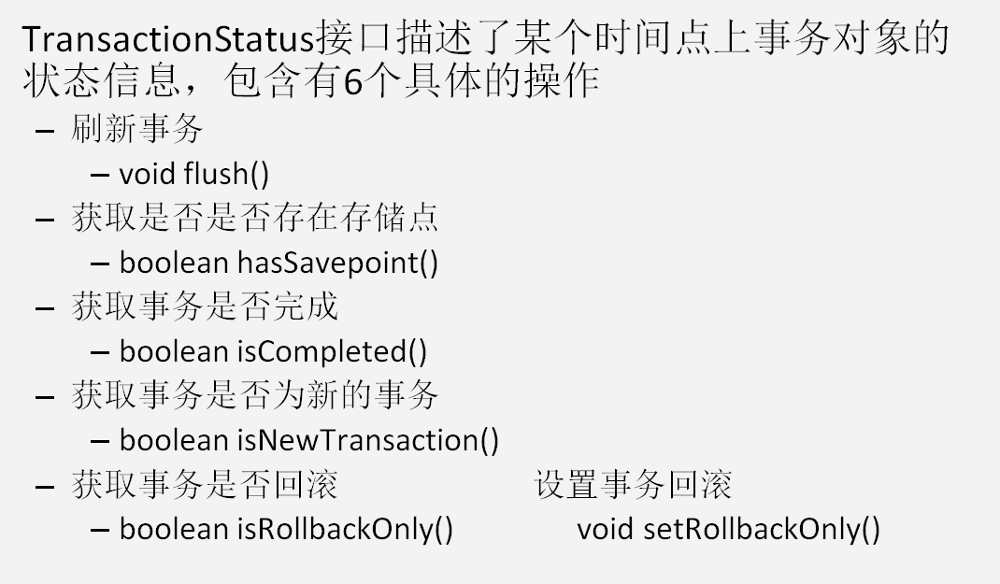 TransactionStatus接口描述了某个时间点上事务对象的
状态信息，包含有6个具体的操作
– 刷新事务
– void flush()
– 获取是否是否存在存储点
– boolean hasSavepoint()
– 获取事务是否完成
– boolean isCompleted()
– 获取事务是否为新的事务
– boolean isNewTransaction()
– 获取事务是否回滚 设置事务回滚
– boolean isRollbackOnly() void setRollbackOnly()